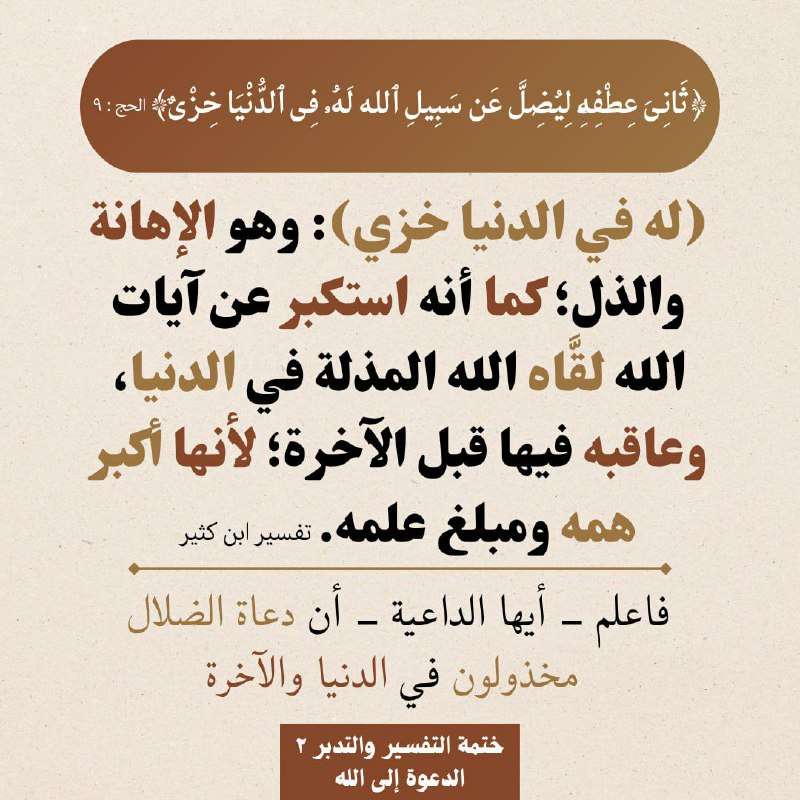 ﴿ثَانِىَ عِطْفِهِۦ لِيُضِلَّ عَن سَبِيلِ ٱلله لَهُۥ فِى ٱلدُّنْيَا خِزْىٌ﴾ الحج: ٩
(له في الدنيا خزي): وهو الإهانة
والذل؛ كما أنه استكبر عن آيات
الله لقَّاه الله المذلة في الدنيا،
وعاقبه فيها قبل الآخرة؛ لأنها أكبر
همه ومبلغ علمه. تفسير ابن كثير
فاعلم - أيها الداعية - أن دعاة الضلال
مخذولون في الدنيا والآخرة
ختمة التفسير والتدبر ٢
الدعوة إلى الله